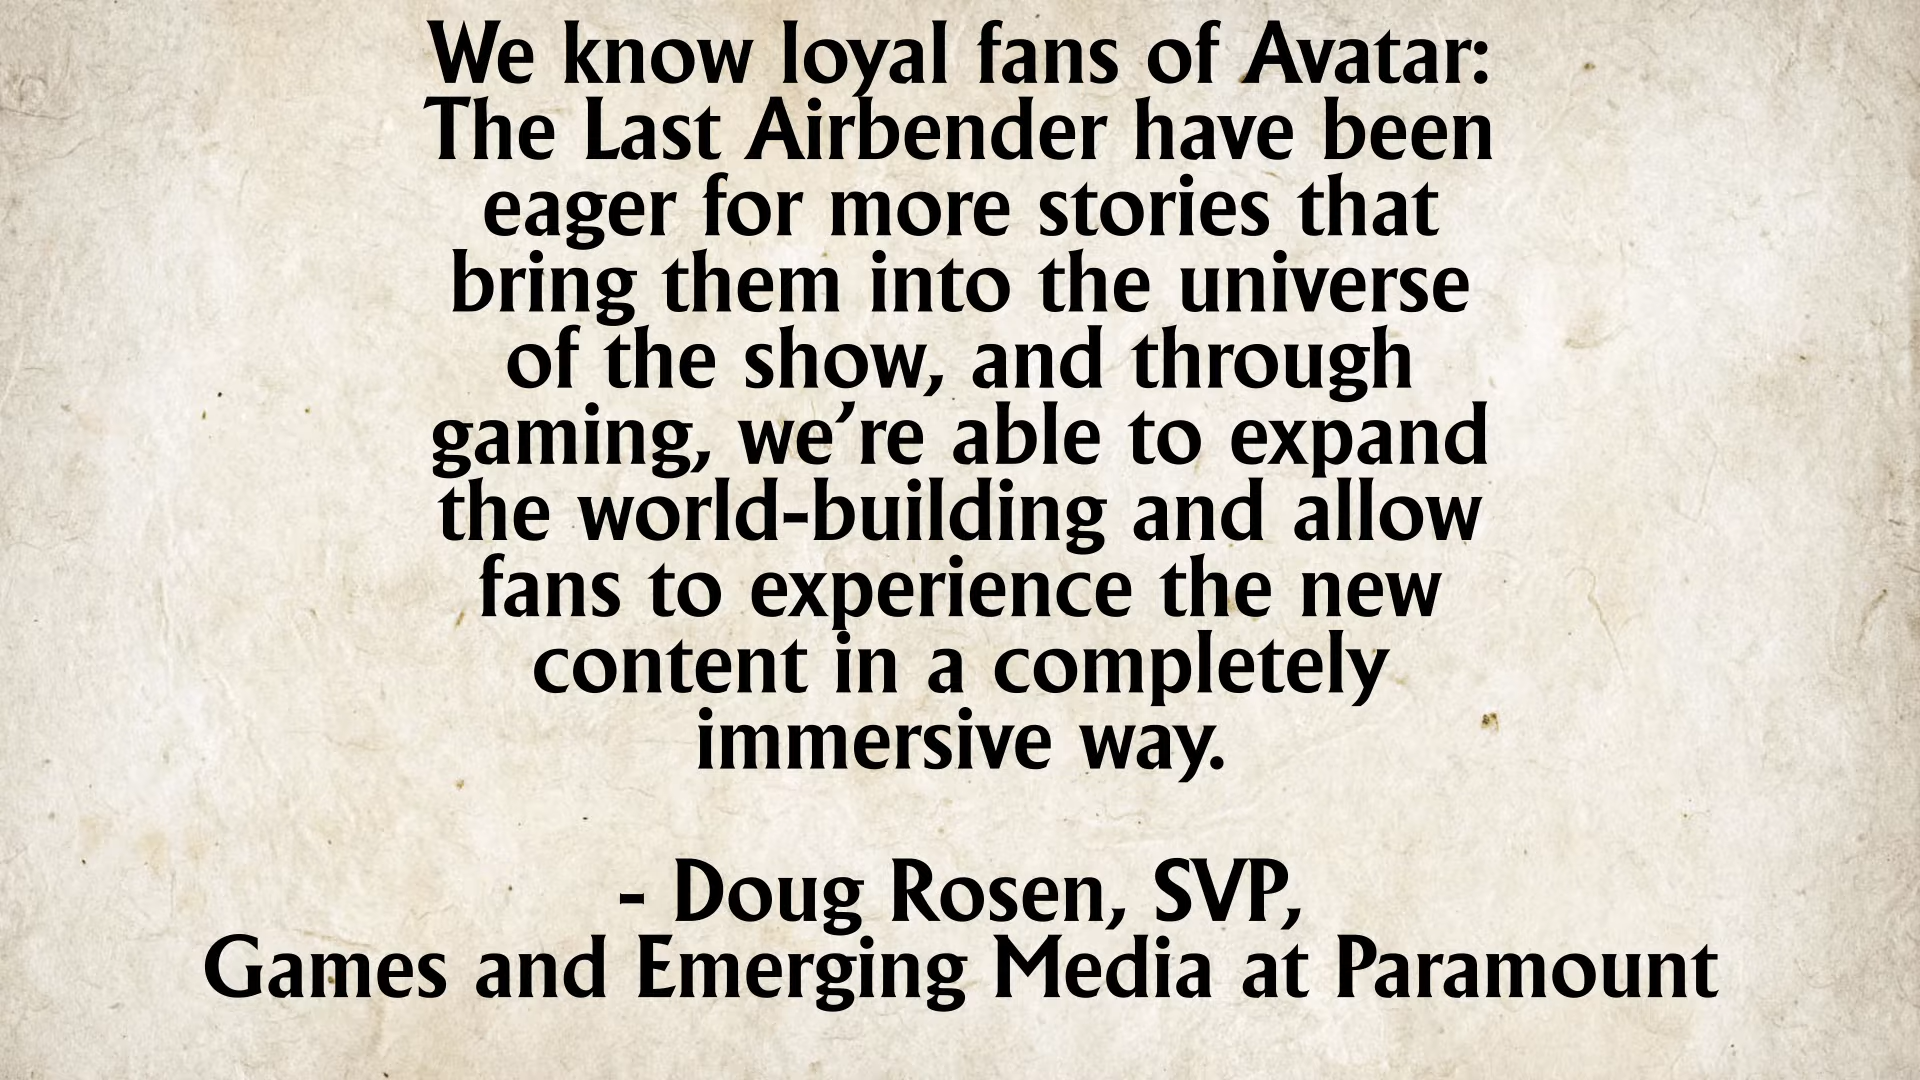 We know loyal fans of Avatar:
The Last Airbender have been
eager for more stories that
bring them into the universe
of the show, and through
gaming, we’re able to expand
the world-building and allow
fans to experience the new
content in a completely
immersive way.
- Doug Rosen, SVP,
Games and Emerging Media at Paramount